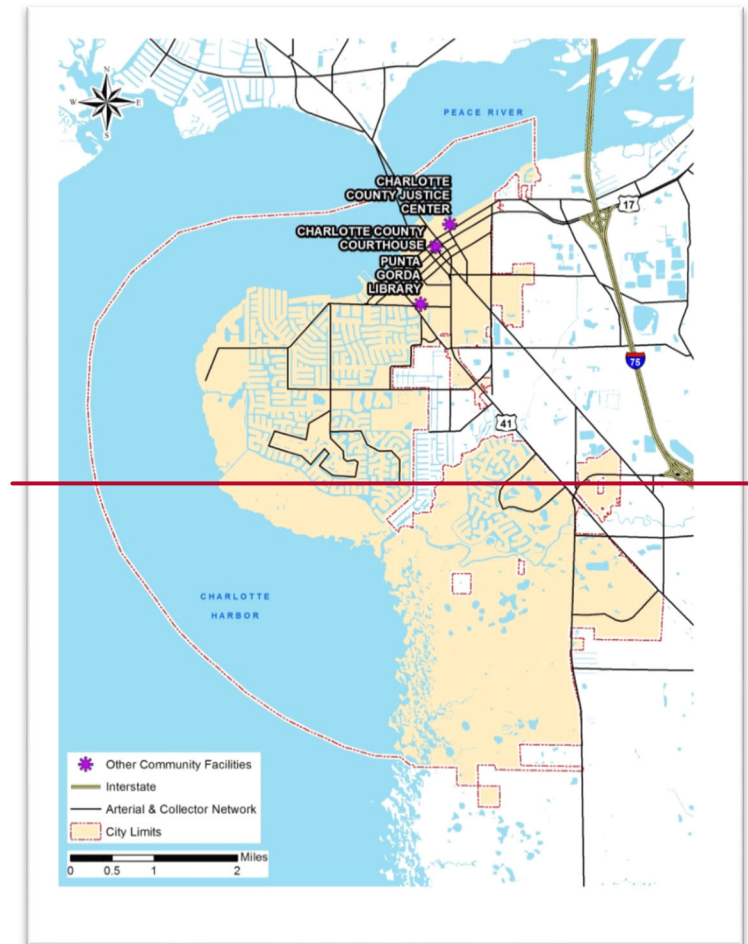 N
W E
S
PEACE RIVER
CHARLOTTE
COUNTY JUSTICE
CENTER
17
CHARLOTTE COUNTY
COURTHOUSE
PUNTA
GORDA
LIBRARY
75
41
CHARLOTTE
HARBOR
Other Community Facilities
Interstate
Arterial & Collector Network
City Limits
Miles
0 0.5 1 2